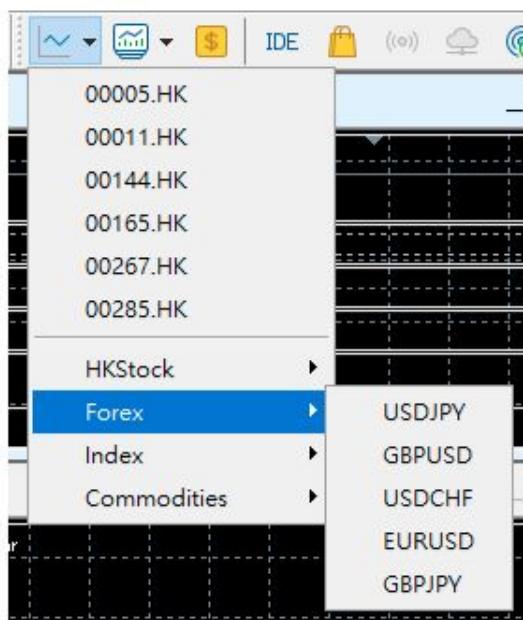 IDE
00005.HK
00011.HK
00144.HK
00165.HK
00267.HK
00285.HK
HKStock
Forex
Index
Commodities
USDJPY
GBPUSD
USDCHF
EURUSD
GBPJPY